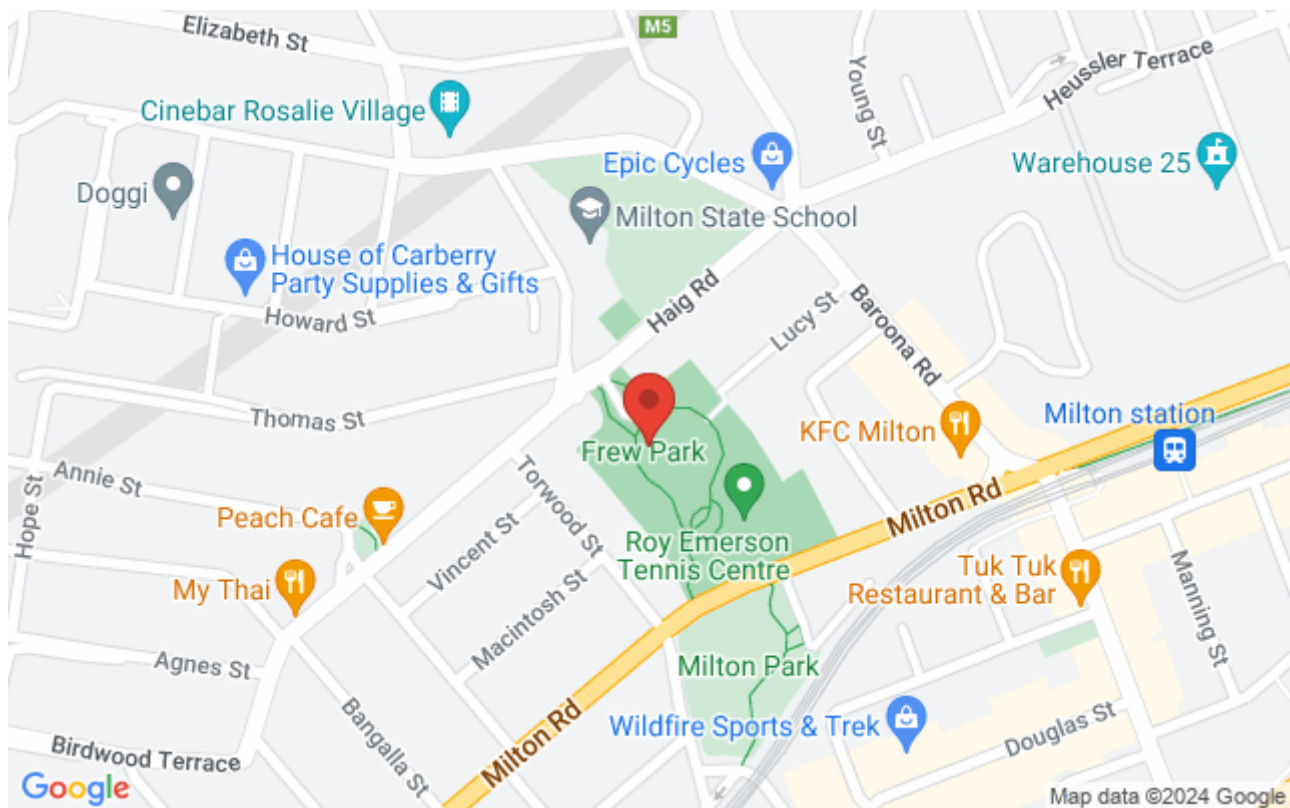 Elizabeth St
M5
Young St
Heussler Terrace
Cinebar Rosalie Village
Epic Cycles
Warehouse 25
Doggi
Milton State School
House of Carberry
Party Supplies & Gifts
Howard St
Haig Rd
Lucy St
Baroona Rd
Thomas St
Frew Park
KFC Milton
Milton station
Annie St
Hope St
Peach Cafe
Torwood St
Vincent St
Milton Rd
Roy Emerson
Tennis Centre
My Thai
Macintosh St
Tuk Tuk
Restaurant & Bar
Manning St
Agnes St
Milton Park
Bangalla St
Milton Rd
Wildfire Sports & Trek
Douglas St
Birdwood Terrace
Google
Map data ©2024 Google